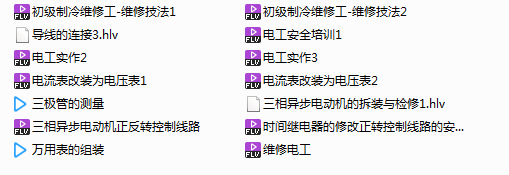 初级制冷维修工-维修技法1
初级制冷维修工-维修技法2
导线的连接3.hlv
电工安全培训1
电工实作2
电工实作3
电流表改装为电压表1
电流表改装为电压表2
三极管的测量
三相异步电动机的拆装与检修1.hlv
三相异步电动机正反转控制线路
时间继电器的修改正转控制线路的安...
万用表的组装
维修电工